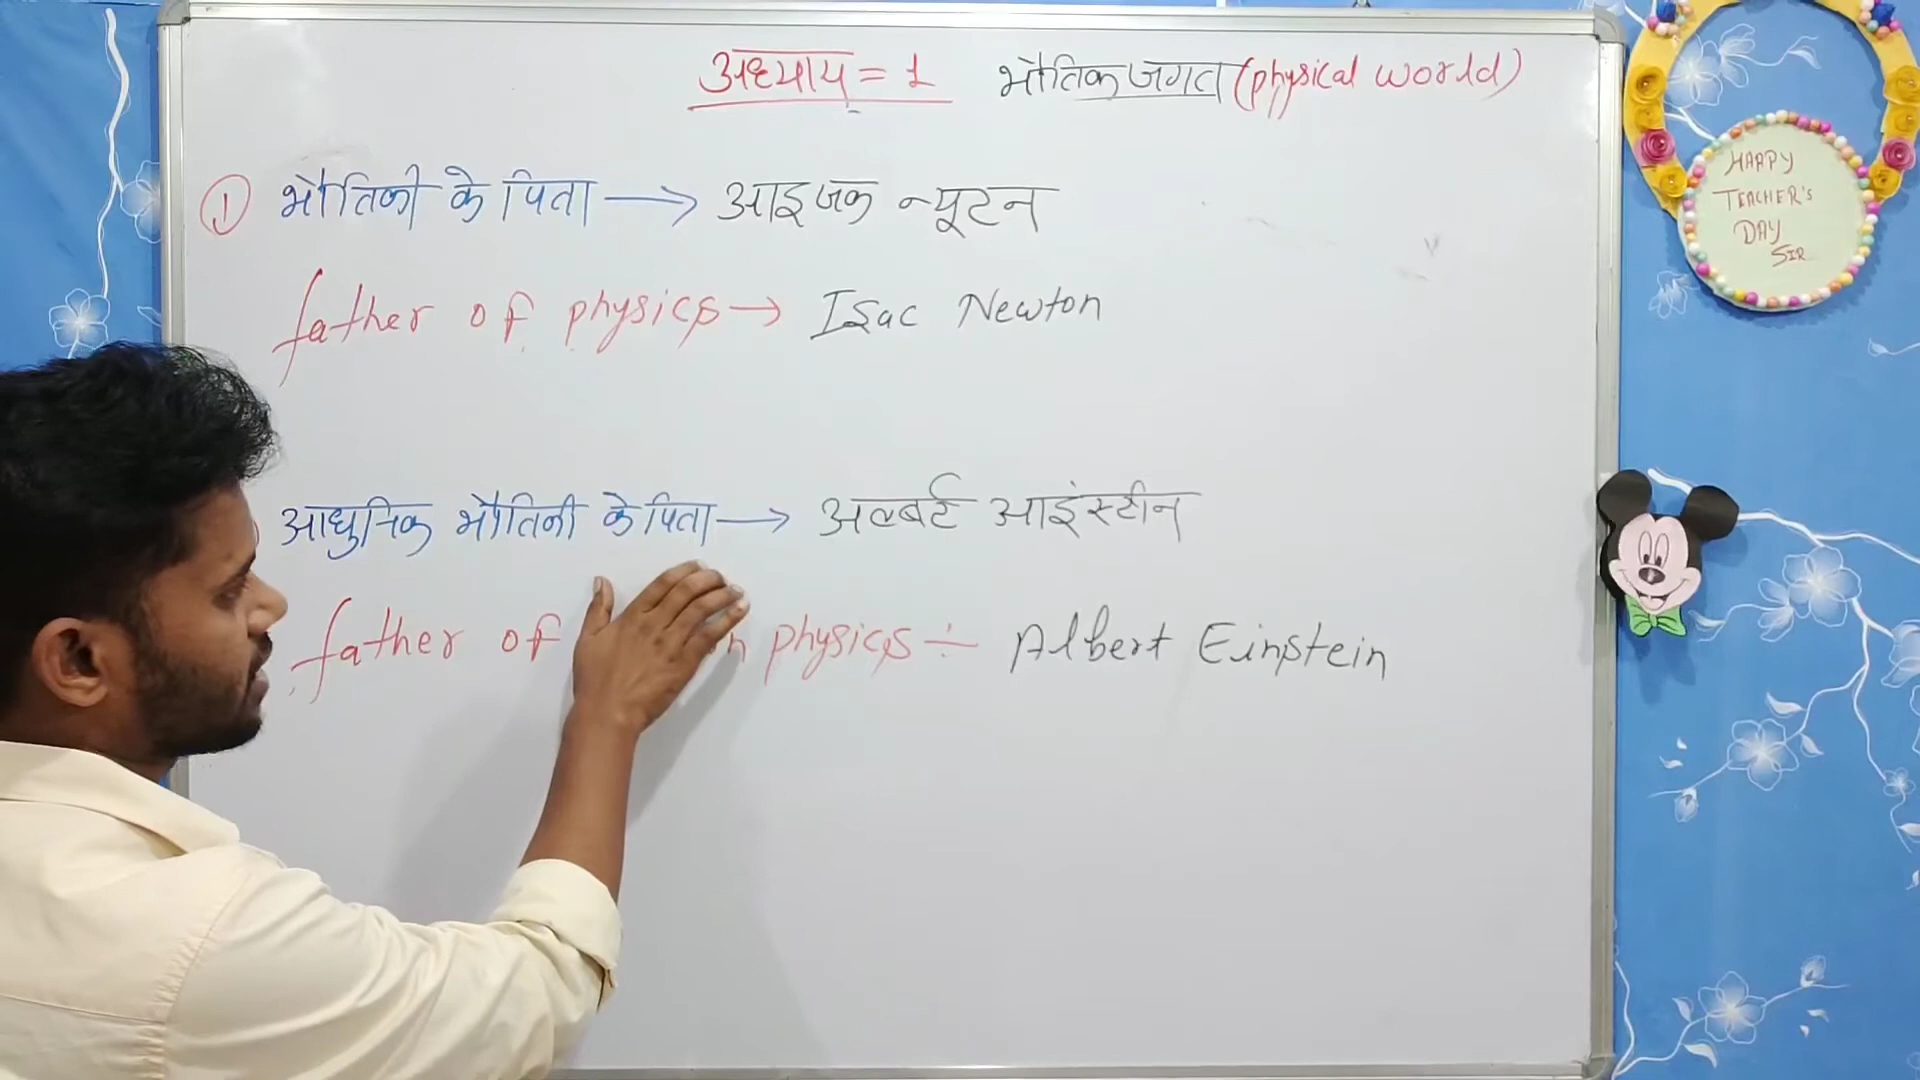 अध्याय = 1 भौतिक जगत (physical world)
① भौतिकी के पिता → आइजक न्यूटन
father of physics → Isac Newton
आधुनिक भौतिकी के पिता → अल्बर्ट आइंस्टीन
father of physics ÷ Albert Einstein
HAPPY
TEACHER'S
DAY
SIR